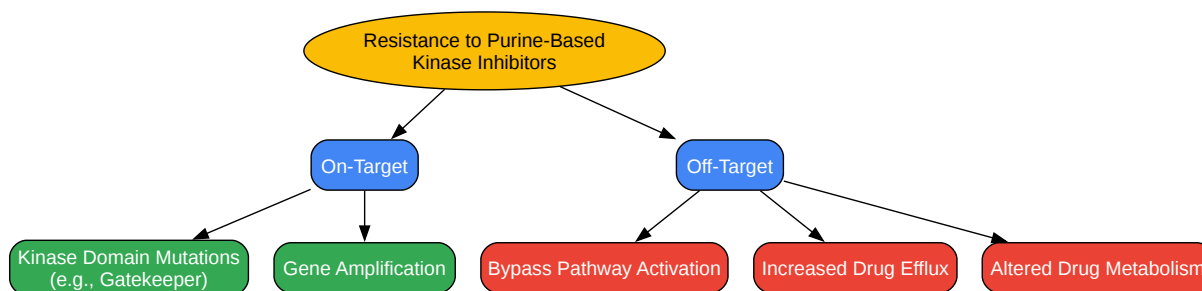 Resistance to Purine-Based
Kinase Inhibitors
On-Target
Off-Target
Kinase Domain Mutations
(e.g., Gatekeeper)
Gene Amplification
Bypass Pathway Activation
Increased Drug Efflux
Altered Drug Metabolism